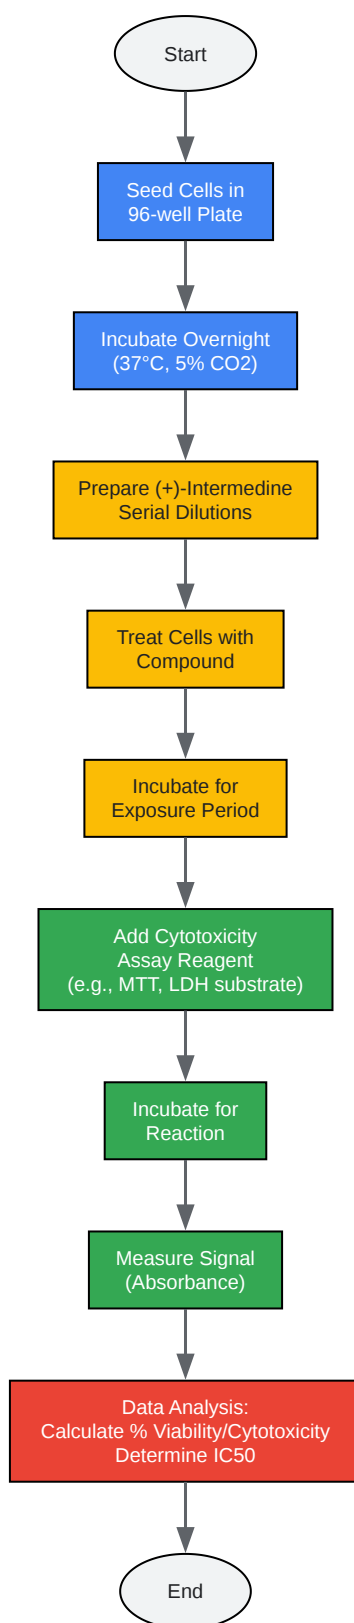 Start
Seed Cells in
96-well Plate
Incubate Overnight
(37°C, 5% CO2)
Prepare (+)-Intermedine
Serial Dilutions
Treat Cells with
Compound
Incubate for
Exposure Period
Add Cytotoxicity
Assay Reagent
(e.g., MTT, LDH substrate)
Incubate for
Reaction
Measure Signal
(Absorbance)
Data Analysis:
Calculate % Viability/Cytotoxicity
Determine IC50
End